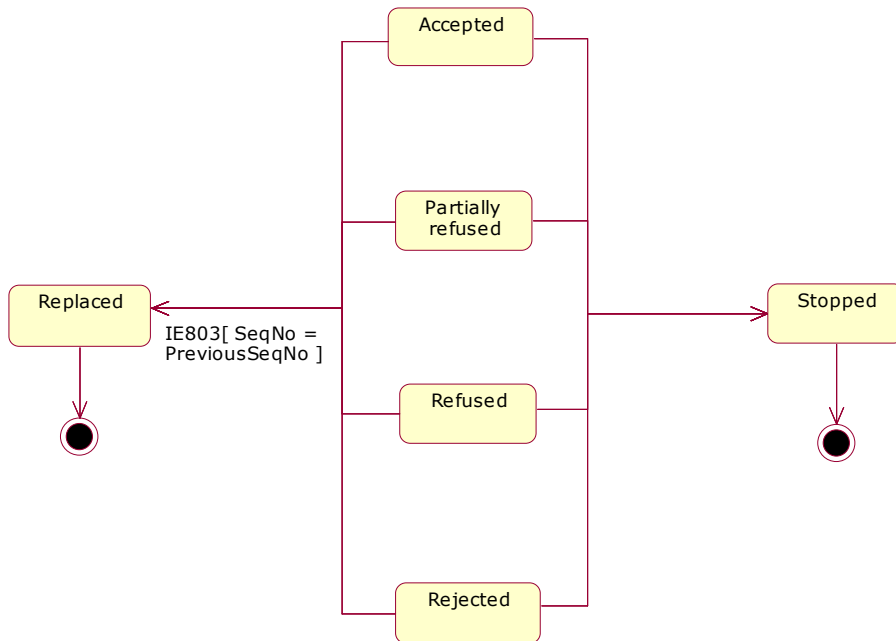 Accepted
Partially
refused
Replaced
Stopped
IE803[ SeqNo =
PreviousSeqNo ]
Refused
Rejected